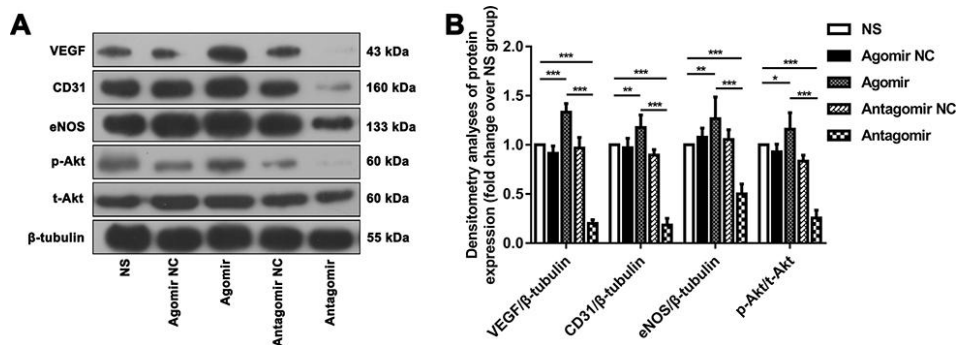 A
VEGF 43 kDa
CD31 160 kDa
eNOS 133 kDa
p-Akt 60 kDa
t-Akt 60 kDa
β-tubulin 55 kDa
NS
Agomir NC
Agomir
Antagomir NC
Antagomir
B
Densitometry analyses of protein
expression (fold change over NS group)
2.0
1.5
1.0
0.5
0.0
***
***
***
***
**
***
***
**
***
***
*
***
VEGF/β-tubulin
CD31/β-tubulin
eNOS/β-tubulin
p-Akt/t-Akt
NS
Agomir NC
Agomir
Antagomir NC
Antagomir